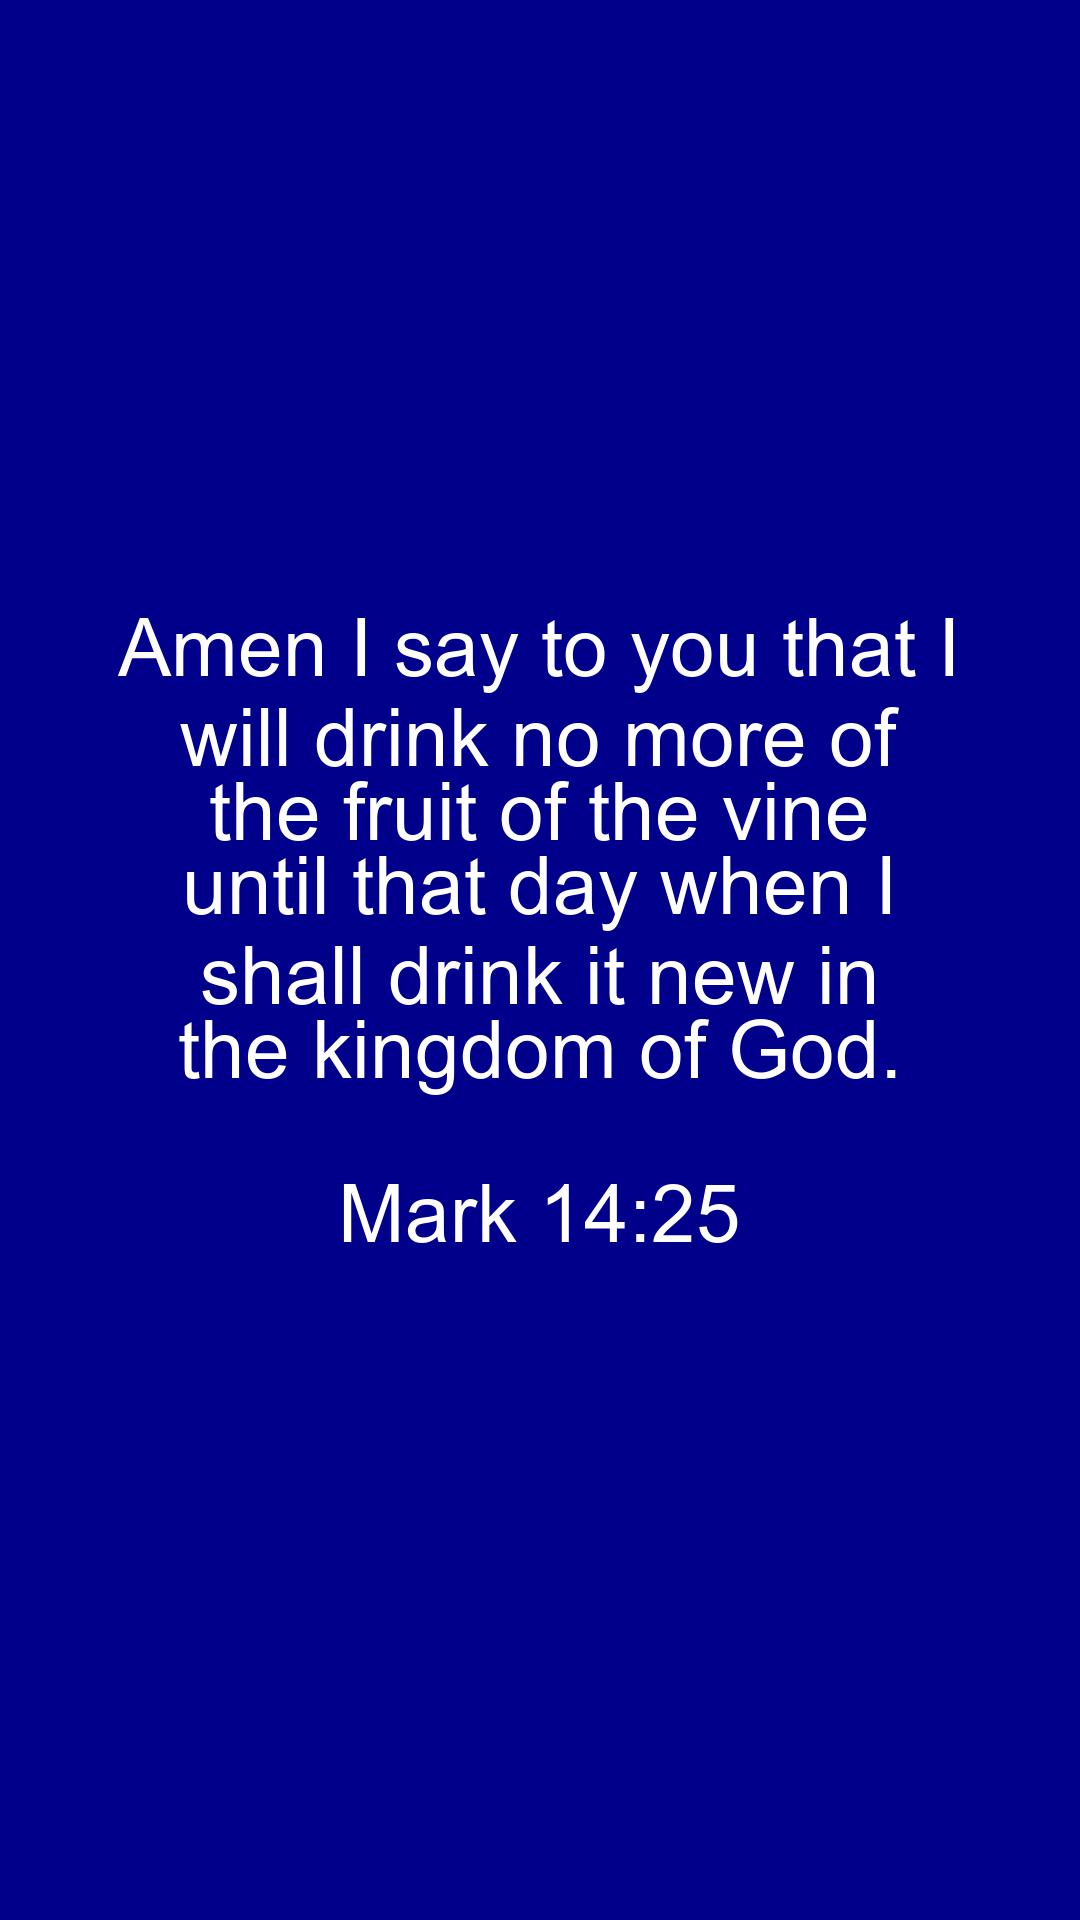 Amen I say to you that I
will drink no more of
the fruit of the vine
until that day when I
shall drink it new in
the kingdom of God.
Mark 14:25